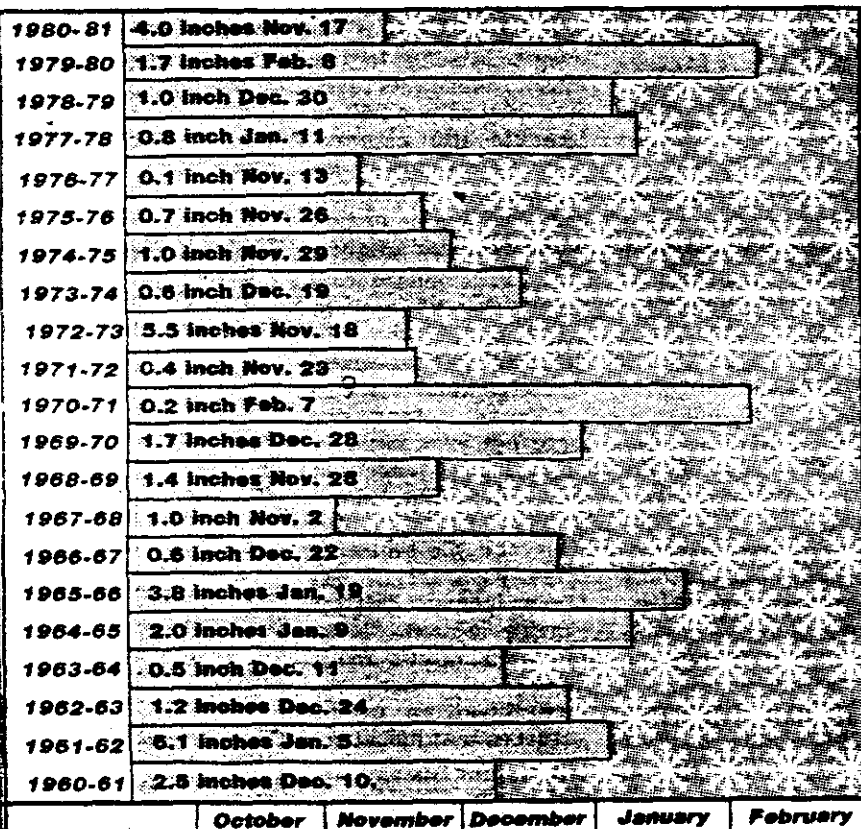 1980-81 4.0 inches Nov. 17
1979-80 1.7 inches Feb. 6
1978-79 1.0 inch Dec. 30
1977-78 0.8 inch Jan. 11
1976-77 0.1 inch Nov. 13
1975-76 0.7 inch Nov. 26
1974-75 1.0 inch Nov. 29
1973-74 0.6 inch Dec. 19
1972-73 5.5 inches Nov. 18
1971-72 0.4 inch Nov. 23
1970-71 0.2 inch Feb. 7
1969-70 1.7 inches Dec. 28
1968-69 1.4 inches Nov.
1967-68 1.0 inch Nov. 2
1966-67 0.6 inch Dec. 22
1965-66 3.8 inches Jan. 19
1964-65 2.0 inches Jan. 9
1963-64 0.5 inch Dec. 11
1962-63 1.2 inches Dec. 24
1961-62 inches Jan. 5
1960-61 2.5 inches Dec. 10,
October November December January February